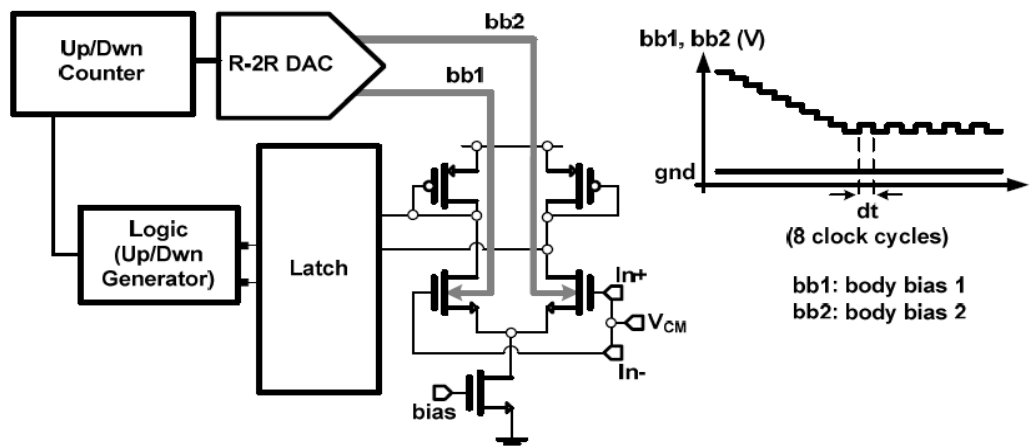 Up/Dwn
Counter
R-2R DAC
bb2
bb1
Logic
(Up/Dwn
Generator)
Latch
In+
VCM
In-
bias
bb1, bb2 (V)
gnd
dt
(8 clock cycles)
bb1: body bias 1
bb2: body bias 2